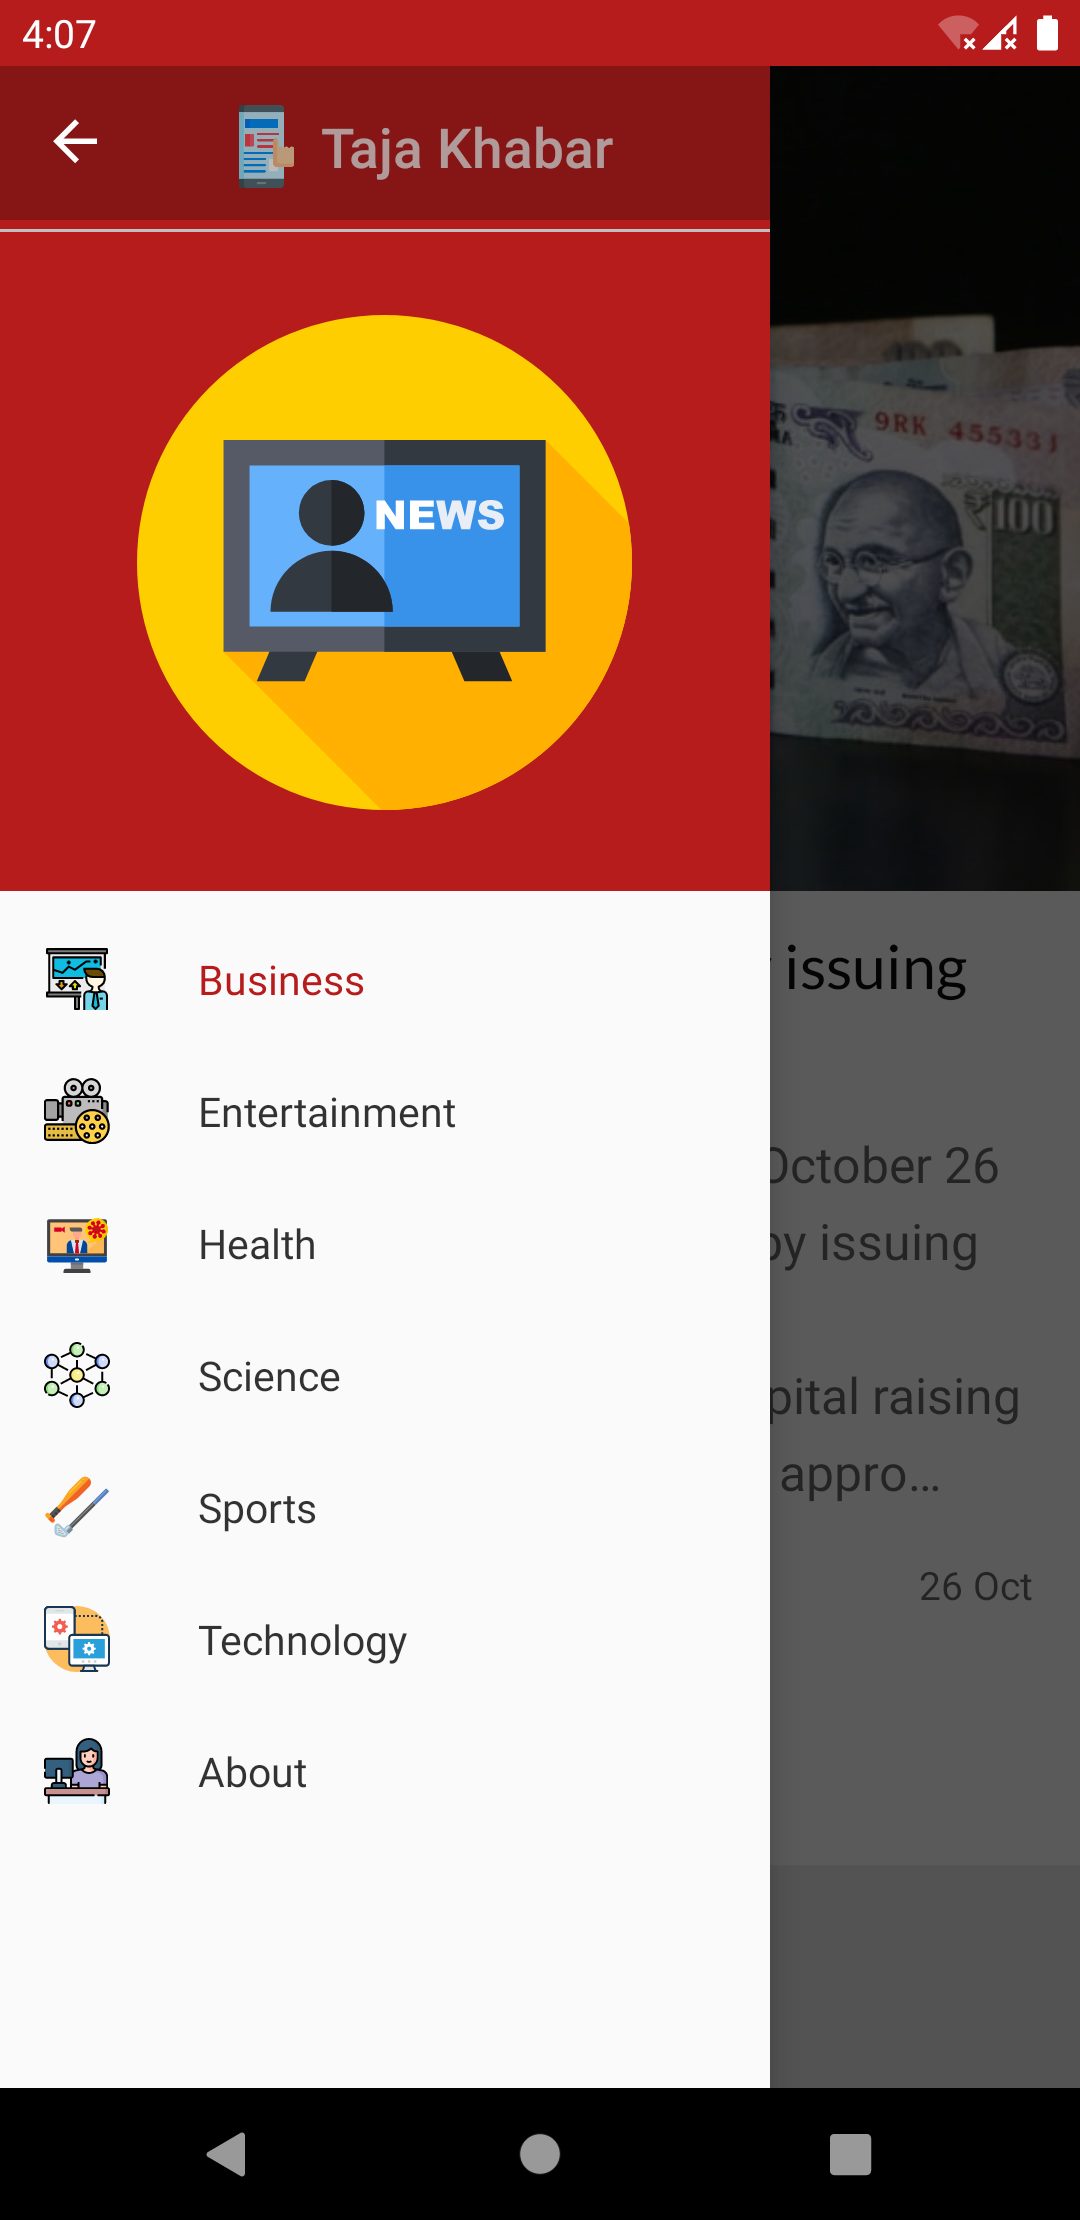 4:07
Taja Khabar
9RK 455331
₹100
NEWS
Business
issuing
Entertainment
October 26
Health
by issuing
Science
pital raising
Sports
appro...
26 Oct
Technology
About